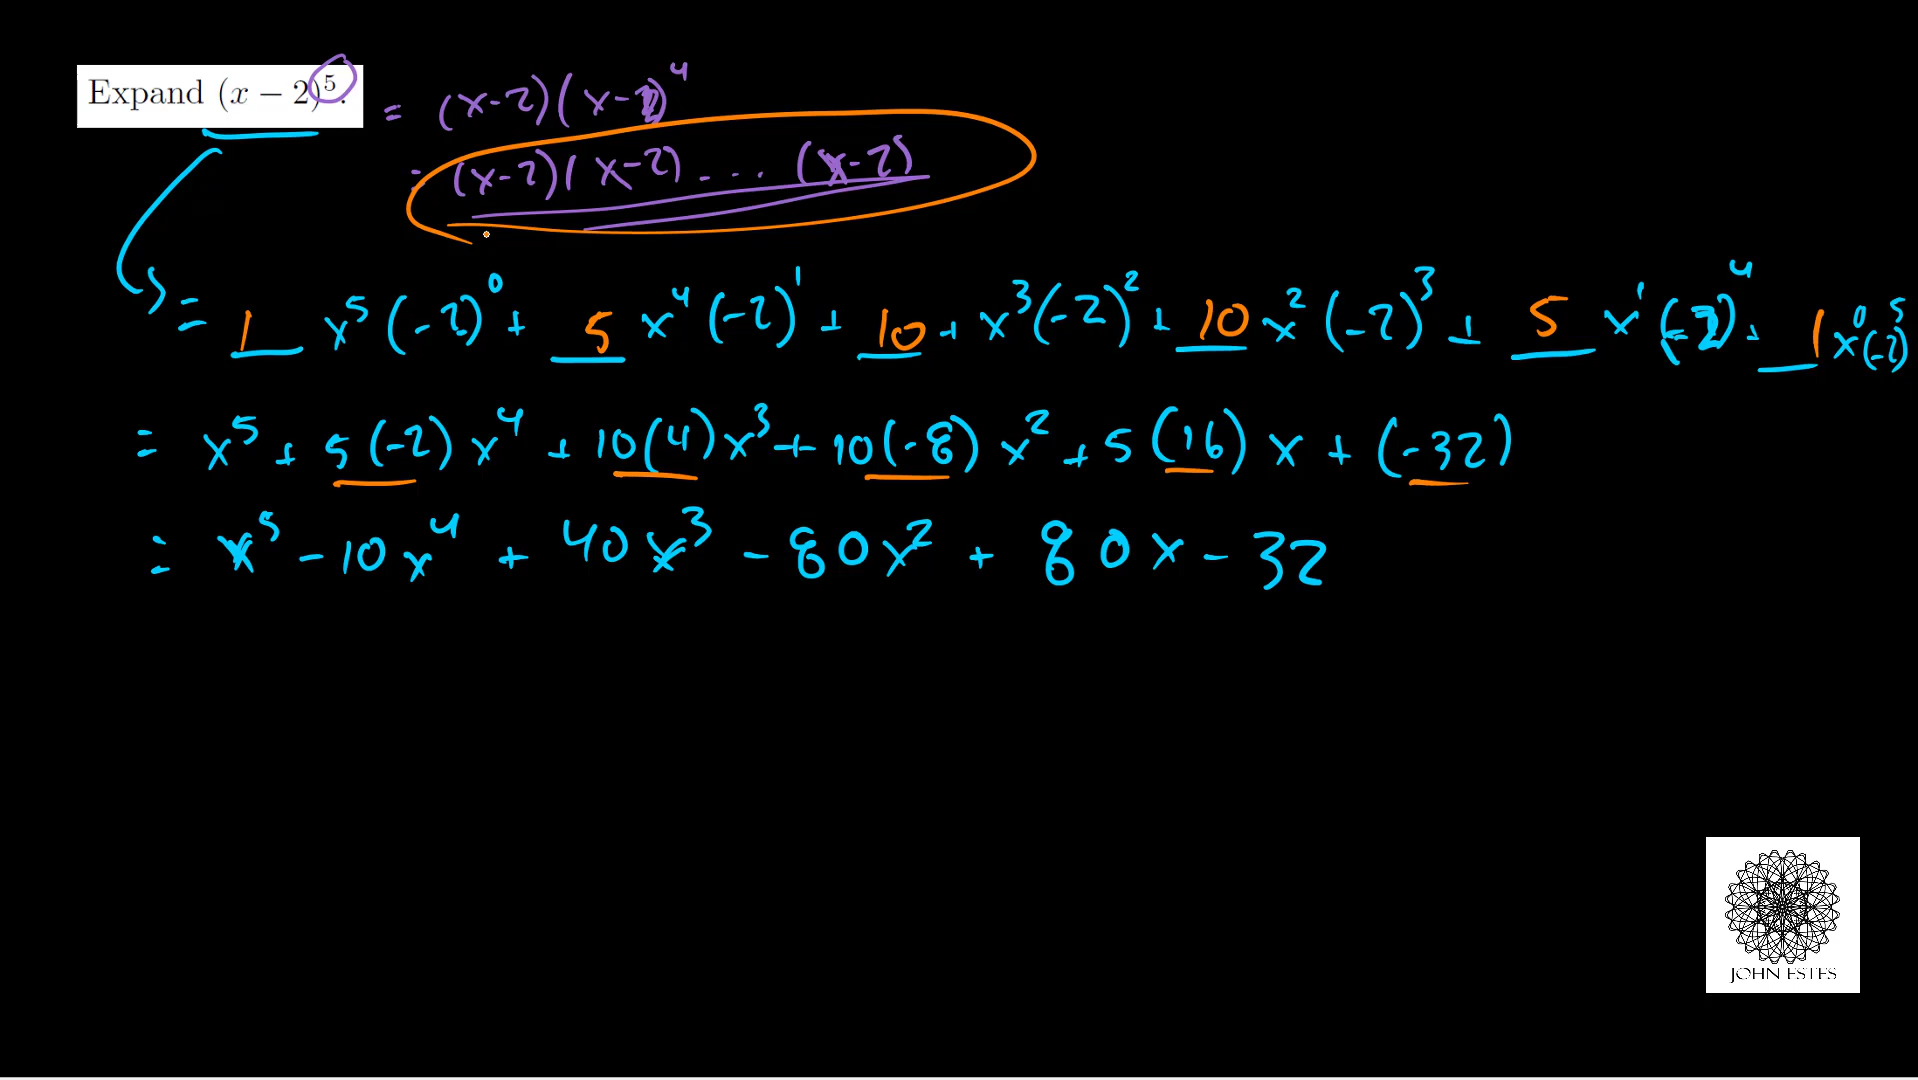 Expand (x − 2)^5.
= (x-2)(x-2)^4
= (x-2)(x-2) .... (x-2)
= 1 x^5 (-2)^0 + 5 x^4 (-2)^1 + 10 + x^3 (-2)^2 + 10 x^2 (-2)^3 + 5 x^1 (-2)^4 + 1 x^0 (-2)^5
= x^5 + 5(-2) x^4 + 10(4) x^3 + 10(-8) x^2 + 5(16) x + (-32)
= x^5 - 10x^4 + 40x^3 - 80x^2 + 80x - 32
JOHN ESTES